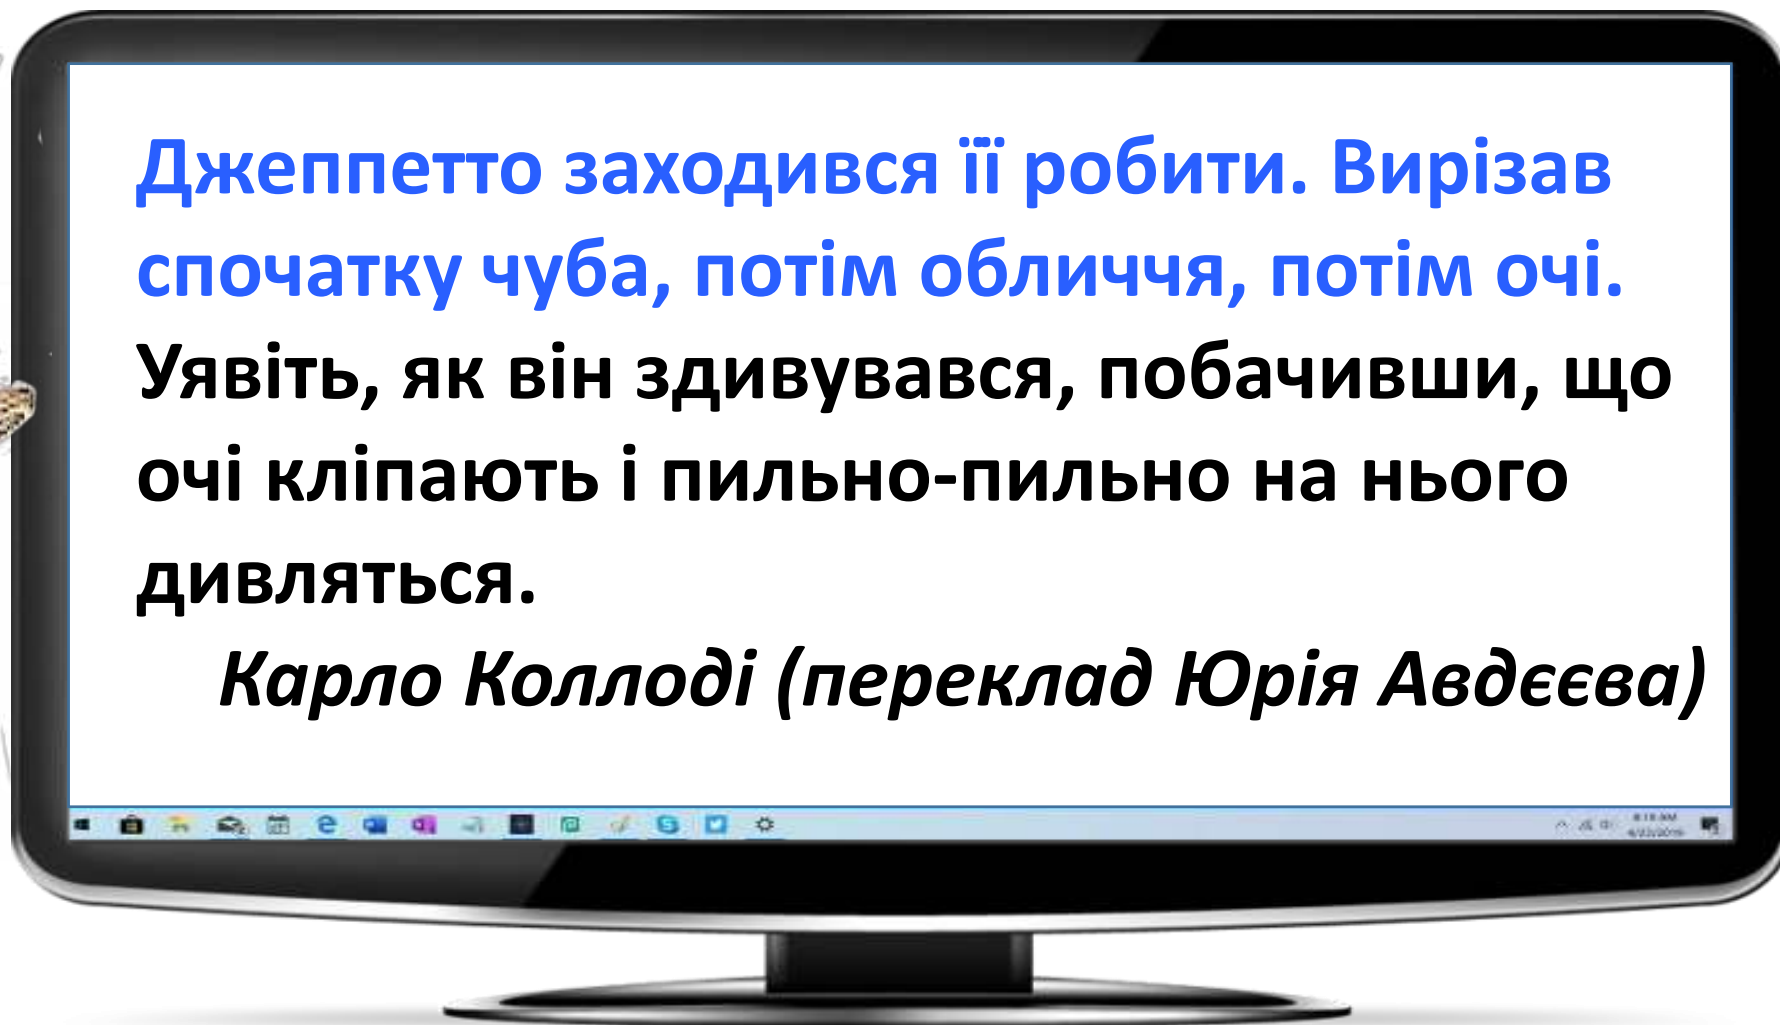 Джеппетто заходився її робити. Вирізав
спочатку чуба, потім обличчя, потім очі.
Уявіть, як він здивувався, побачивши, що
очі кліпають і пильно-пильно на нього
дивляться.
Карло Коллоді (переклад Юрія Авдєєва)